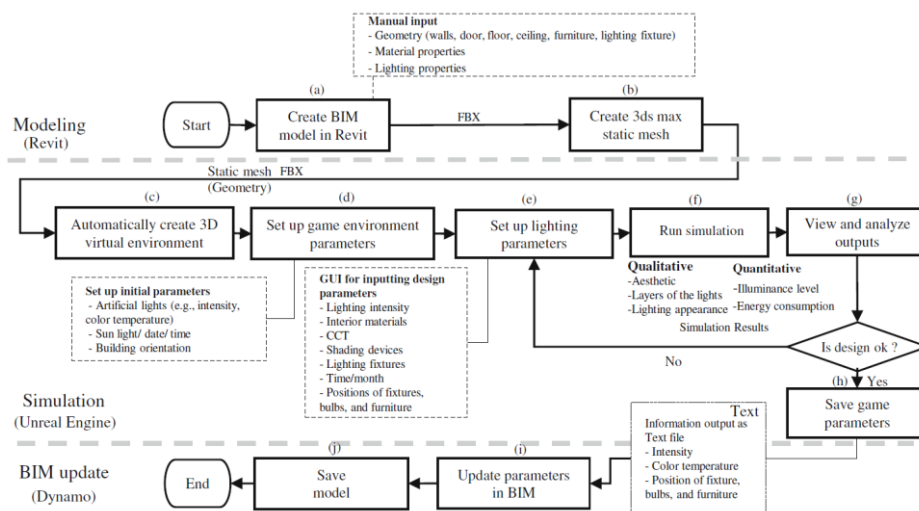 Manual input
- Geometry (walls, door, floor, ceiling, furniture, lighting fixture)
- Material properties
- Lighting properties
(a)
(b)
Modeling
(Revit)
Start
Create BIM
model in Revit
FBX
Create 3ds max
static mesh
Static mesh FBX
(Geometry)
(c)
(d)
(e)
(f)
(g)
Automatically create 3D
virtual environment
Set up game environment
parameters
Set up lighting
parameters
Run simulation
View and analyze
outputs
Set up initial parameters
- Artificial lights (e.g., intensity,
color temperature)
- Sun light/ date/ time
- Building orientation
GUI for inputting design
parameters
- Lighting intensity
- Interior materials
- CCT
- Shading devices
- Lighting fixtures
- Time/month
- Positions of fixtures,
bulbs, and furniture
Qualitative
-Aesthetic
-Layers of the lights
-Lighting appearance
Quantitative
-Illuminance level
-Energy consumption
Simulation Results
Is design ok ?
No
Yes
(h)
Save game
parameters
Simulation
(Unreal Engine)
Text
Information output as
Text file
- Intensity
- Color temperature
- Position of fixture,
bulbs, and furniture
BIM update
(Dynamo)
(j)
(i)
End
Save
model
Update parameters
in BIM